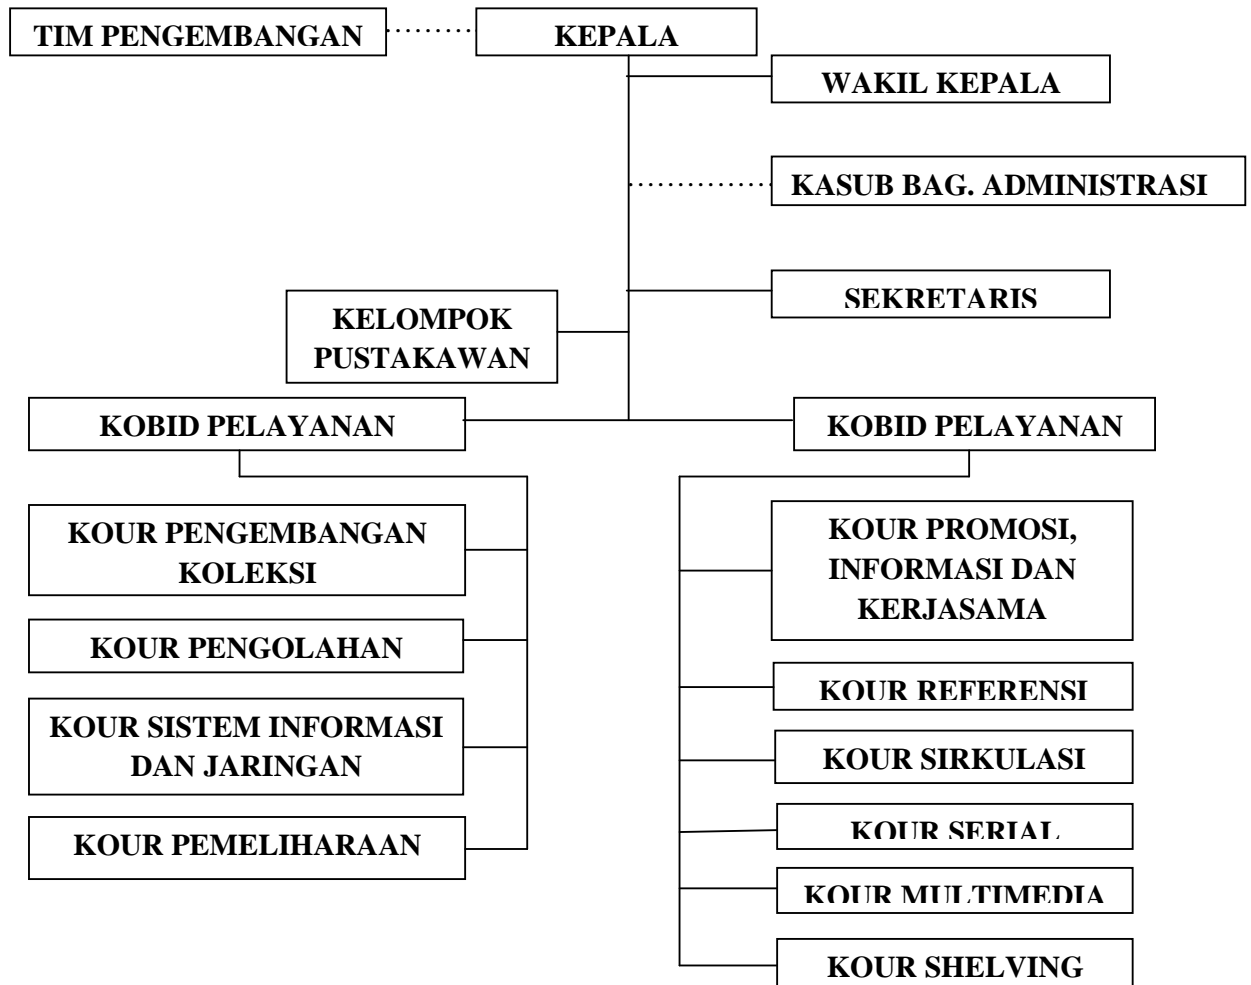 TIM PENGEMBANGAN
KEPALA
WAKIL KEPALA
KASUB BAG. ADMINISTRASI
SEKRETARIS
KELOMPOK
PUSTAKAWAN
KOBID PELAYANAN
KOBID PELAYANAN
KOUR PENGEMBANGAN
KOLEKSI
KOUR PENGOLAHAN
KOUR SISTEM INFORMASI
DAN JARINGAN
KOUR PEMELIHARAAN
KOUR PROMOSI,
INFORMASI DAN
KERJASAMA
KOUR REFERENSI
KOUR SIRKULASI
KOUR SERIAL
KOUR MULTIMEDIA
KOUR SHELVING